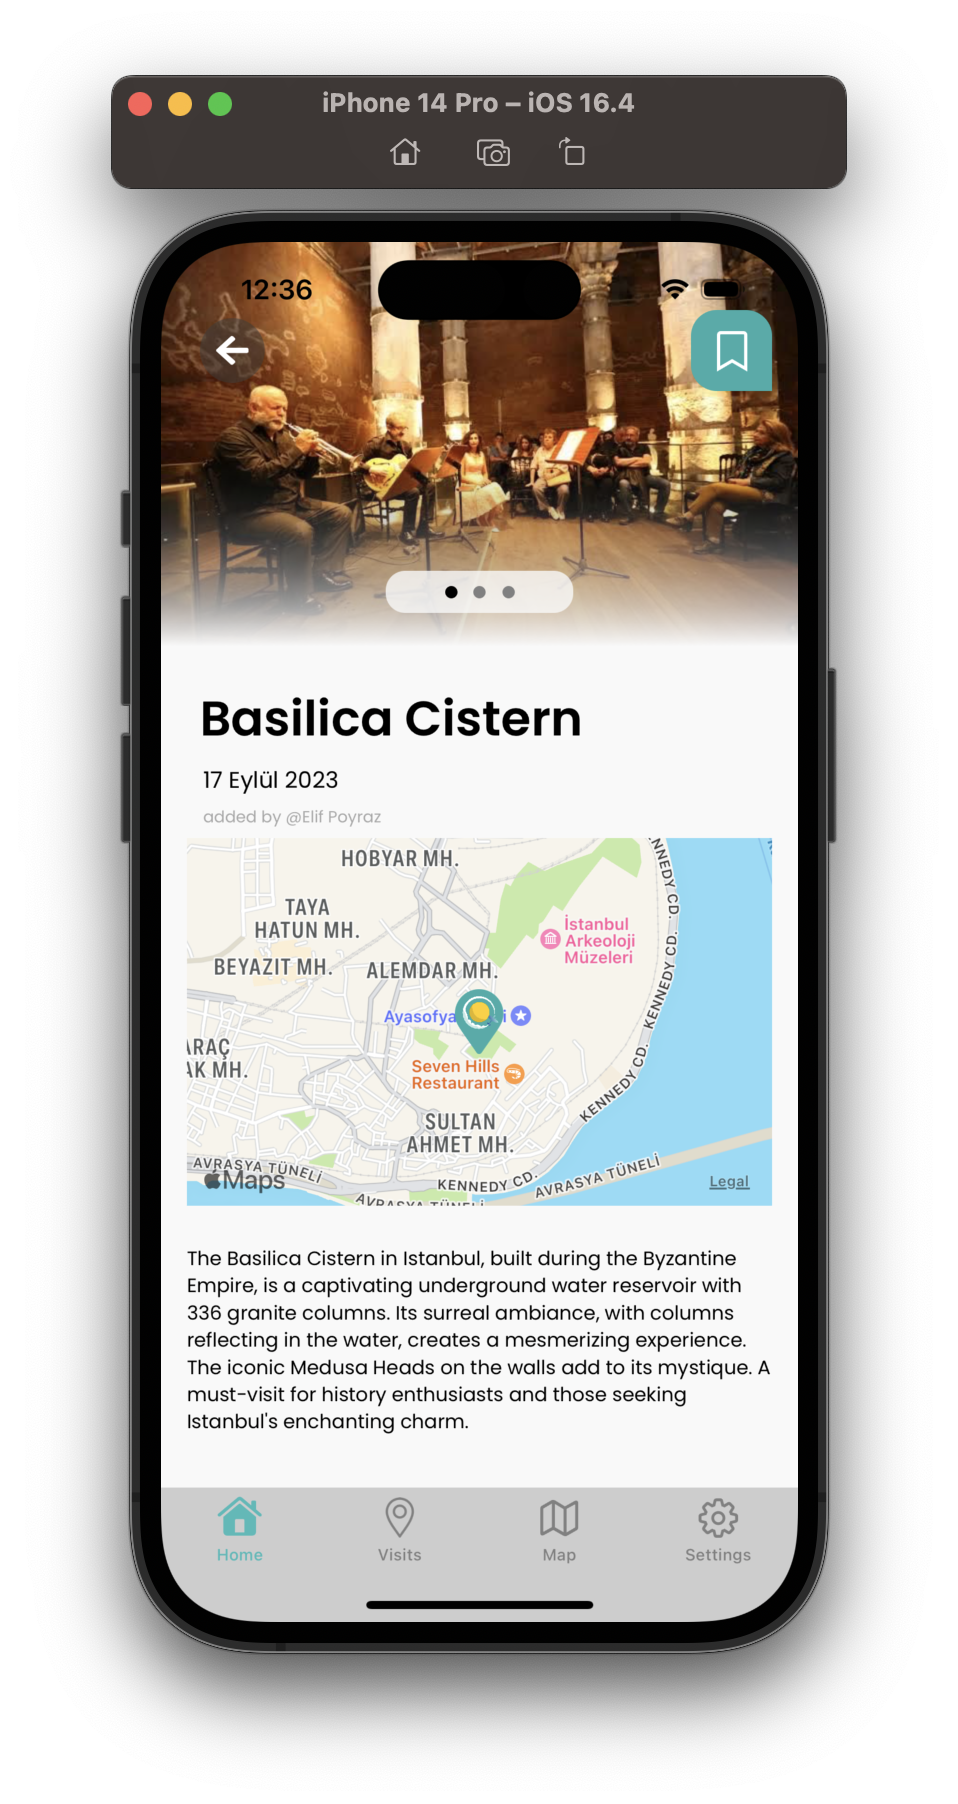 iPhone 14 Pro – iOS 16.4
12:36
Basilica Cistern
17 Eylül 2023
added by @Elif Poyraz
HOBYAR MH.
TAYA
HATUN MH.
BEYAZIT MH.
ALEMDAR MH.
İstanbul
Arkeoloji
Müzeleri
KENNEDY CD.
KENNEDY CD.
KENNEDY CD.
Ayasofya
Seven Hills
Restaurant
AK MH.
SULTAN
AHMET MH.
AVRASYA TÜNELİ
Maps
KENNEDY CD.
AVRASYA TÜNELİ
AVRASYA TÜNELİ
Legal
The Basilica Cistern in Istanbul, built during the Byzantine
Empire, is a captivating underground water reservoir with
336 granite columns. Its surreal ambiance, with columns
reflecting in the water, creates a mesmerizing experience.
The iconic Medusa Heads on the walls add to its mystique. A
must-visit for history enthusiasts and those seeking
Istanbul's enchanting charm.
Home
Visits
Map
Settings